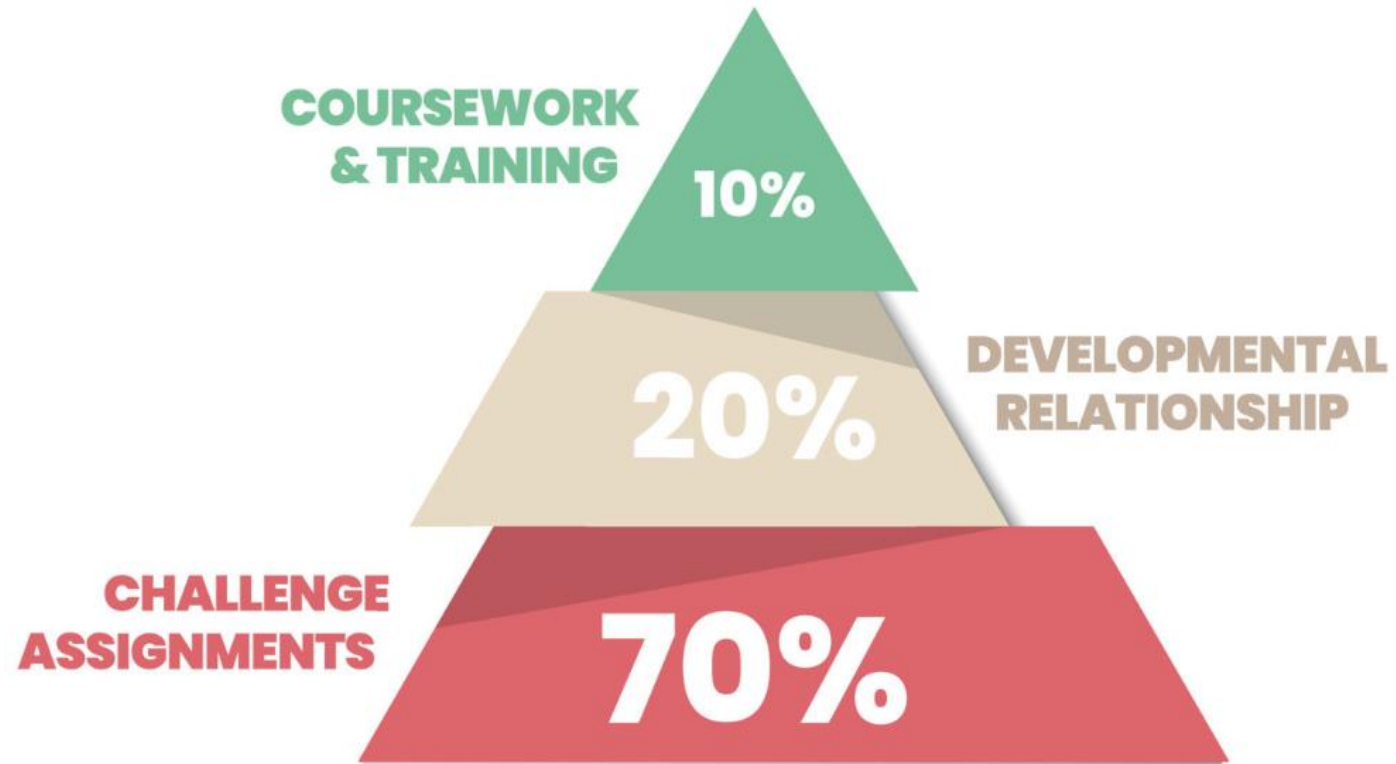 COURSEWORK
& TRAINING
10%
20%
DEVELOPMENTAL
RELATIONSHIP
CHALLENGE
ASSIGNMENTS
70%